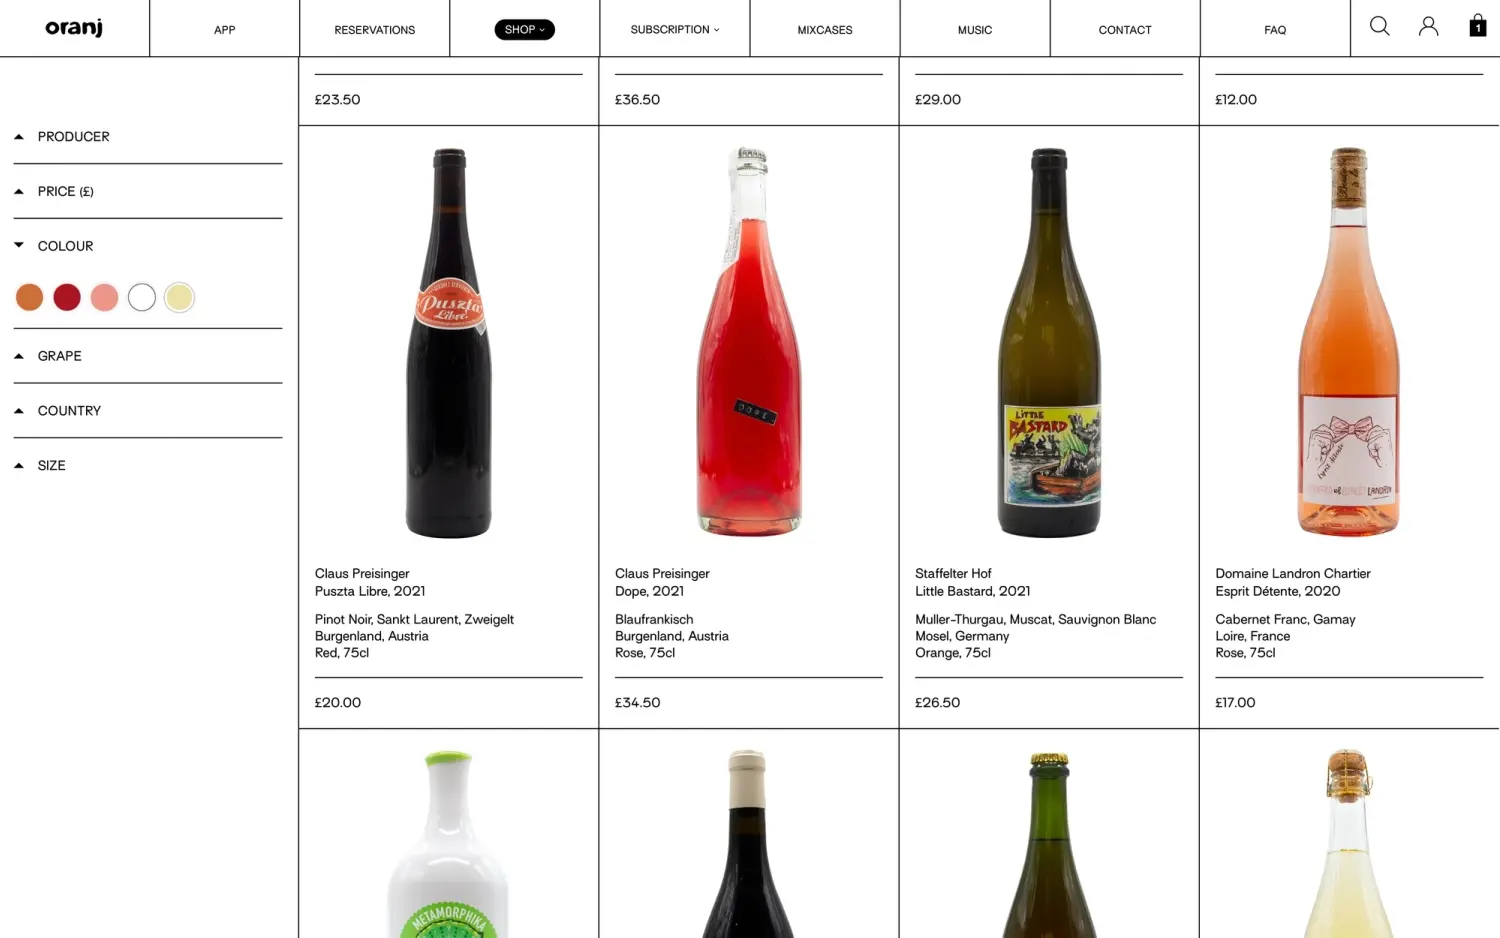 oranj
APP
RESERVATIONS
SHOP
SUBSCRIPTION
MIXCASES
MUSIC
CONTACT
FAQ
1
£23.50
£36.50
£29.00
£12.00
PRODUCER
PRICE (£)
COLOUR
GRAPE
COUNTRY
SIZE
Puszta
Libre!
DOPE
LITTLE
BASTARD
esprit détente
LANDRON
Claus Preisinger
Puszta Libre, 2021
Pinot Noir, Sankt Laurent, Zweigelt
Burgenland, Austria
Red, 75cl
£20.00
Claus Preisinger
Dope, 2021
Blaufrankisch
Burgenland, Austria
Rose, 75cl
£34.50
Staffelter Hof
Little Bastard, 2021
Muller-Thurgau, Muscat, Sauvignon Blanc
Mosel, Germany
Orange, 75cl
£26.50
Domaine Landron Chartier
Esprit Détente, 2020
Cabernet Franc, Gamay
Loire, France
Rose, 75cl
£17.00
METAMORPHIKA